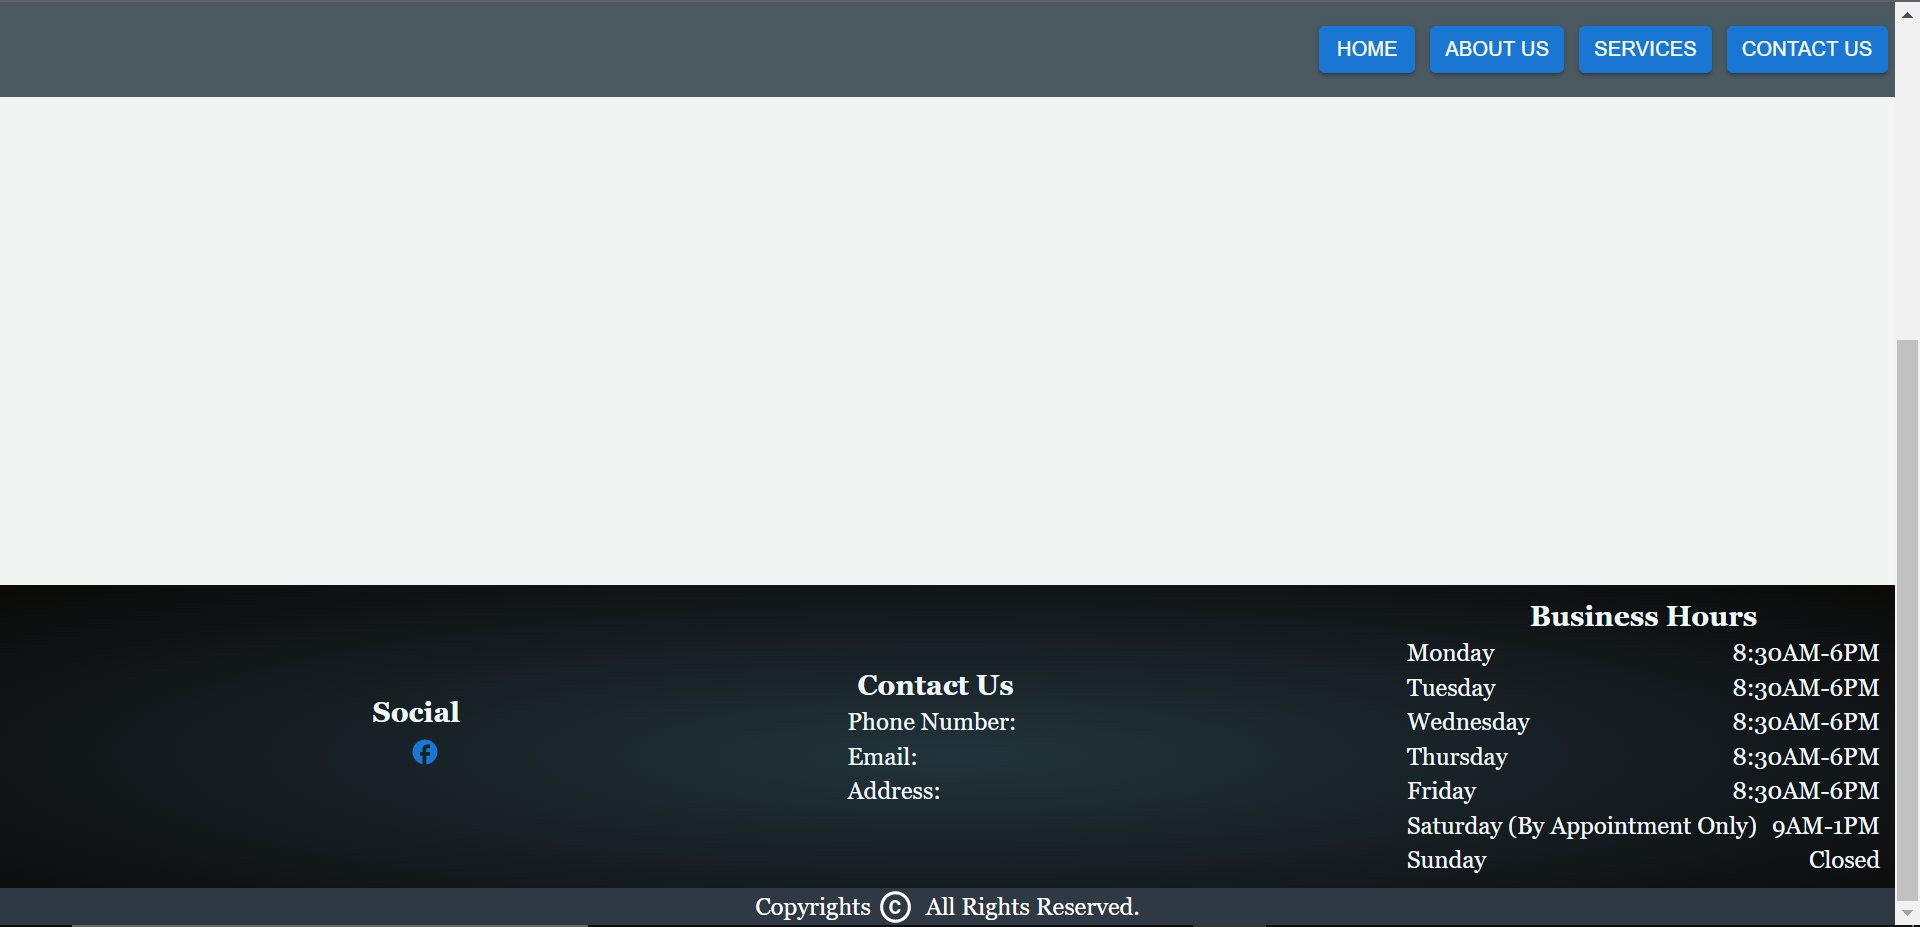 HOME ABOUT US SERVICES CONTACT US
Social
Contact Us
Phone Number:
Email:
Address:
Business Hours
Monday 8:30AM-6PM
Tuesday 8:30AM-6PM
Wednesday 8:30AM-6PM
Thursday 8:30AM-6PM
Friday 8:30AM-6PM
Saturday (By Appointment Only) 9AM-1PM
Sunday Closed
Copyrights © All Rights Reserved.